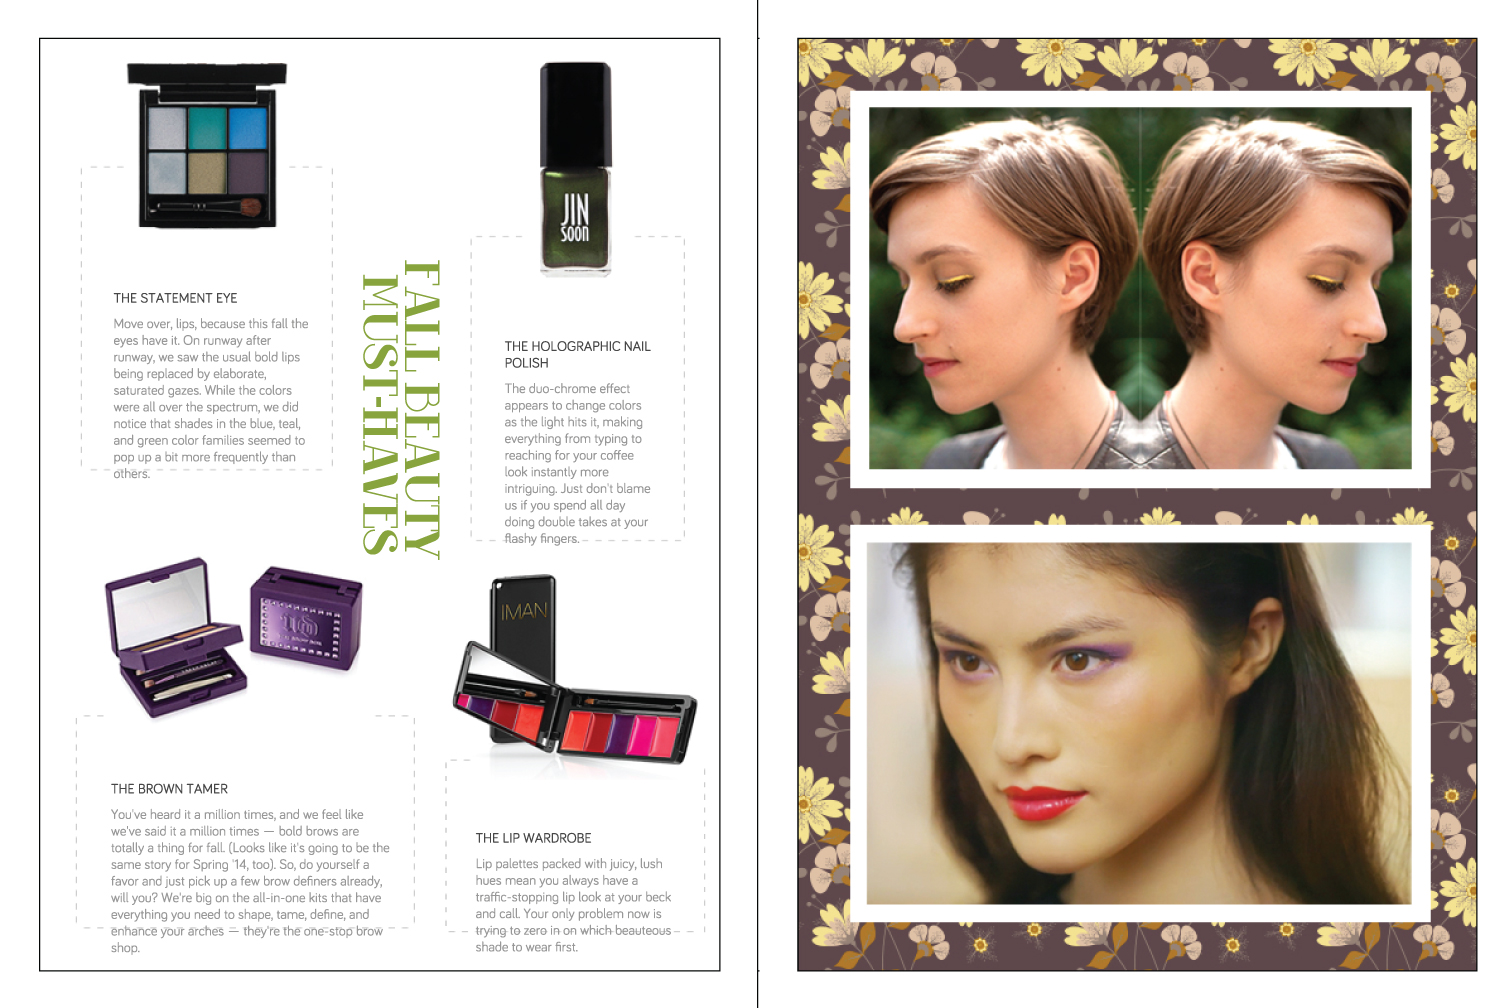 THE STATEMENT EYE
Move over, lips, because this fall the
eyes have it. On runway after
runway, we saw the usual bold lips
being replaced by elaborate,
saturated gazes. While the colors
were all over the spectrum, we did
notice that shades in the blue, teal,
and green color families seemed to
pop up a bit more frequently than
others.
FALL BEAUTY
MUST-HAVES
JIN
soon
THE HOLOGRAPHIC NAIL
POLISH
The duo-chrome effect
appears to change colors
as the light hits it, making
everything from typing to
reaching for your coffee
look instantly more
intriguing. Just don't blame
us if you spend all day
doing double takes at your
flashy fingers.
THE BROWN TAMER
You've heard it a million times, and we feel like
we've said it a million times — bold brows are
totally a thing for fall. (Looks like it's going to be the
same story for Spring '14, too). So, do yourself a
favor and just pick up a few brow definers already,
will you? We're big on the all-in-one kits that have
everything you need to shape, tame, define, and
enhance your arches — they're the one-stop brow
shop.
IMAN
THE LIP WARDROBE
Lip palettes packed with juicy, lush
hues mean you always have a
traffic-stopping lip look at your beck
and call. Your only problem now is
trying to zero in on which beauteous
shade to wear first.